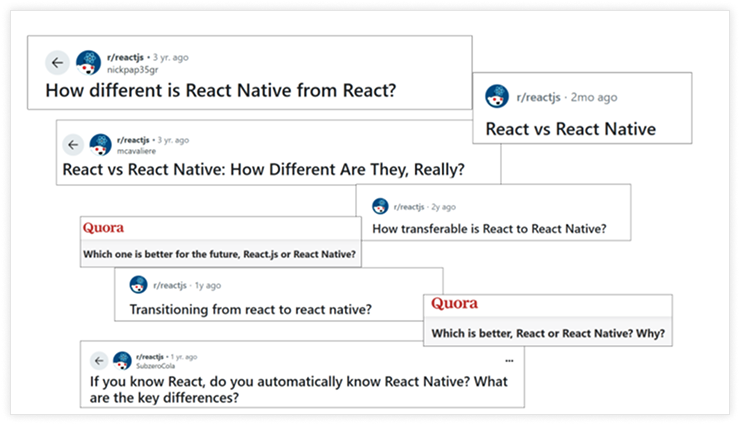 r/reactjs • 3 yr. ago
nickpap35gr
How different is React Native from React?
r/reactjs · 2mo ago
React vs React Native
r/reactjs • 3 yr. ago
mcavaliere
React vs React Native: How Different Are They, Really?
r/reactjs · 2y ago
How transferable is React to React Native?
Quora
Which one is better for the future, React.js or React Native?
r/reactjs · 1y ago
Transitioning from react to react native?
Quora
Which is better, React or React Native? Why?
r/reactjs • 1 yr. ago
SubzeroCola
If you know React, do you automatically know React Native? What
are the key differences?